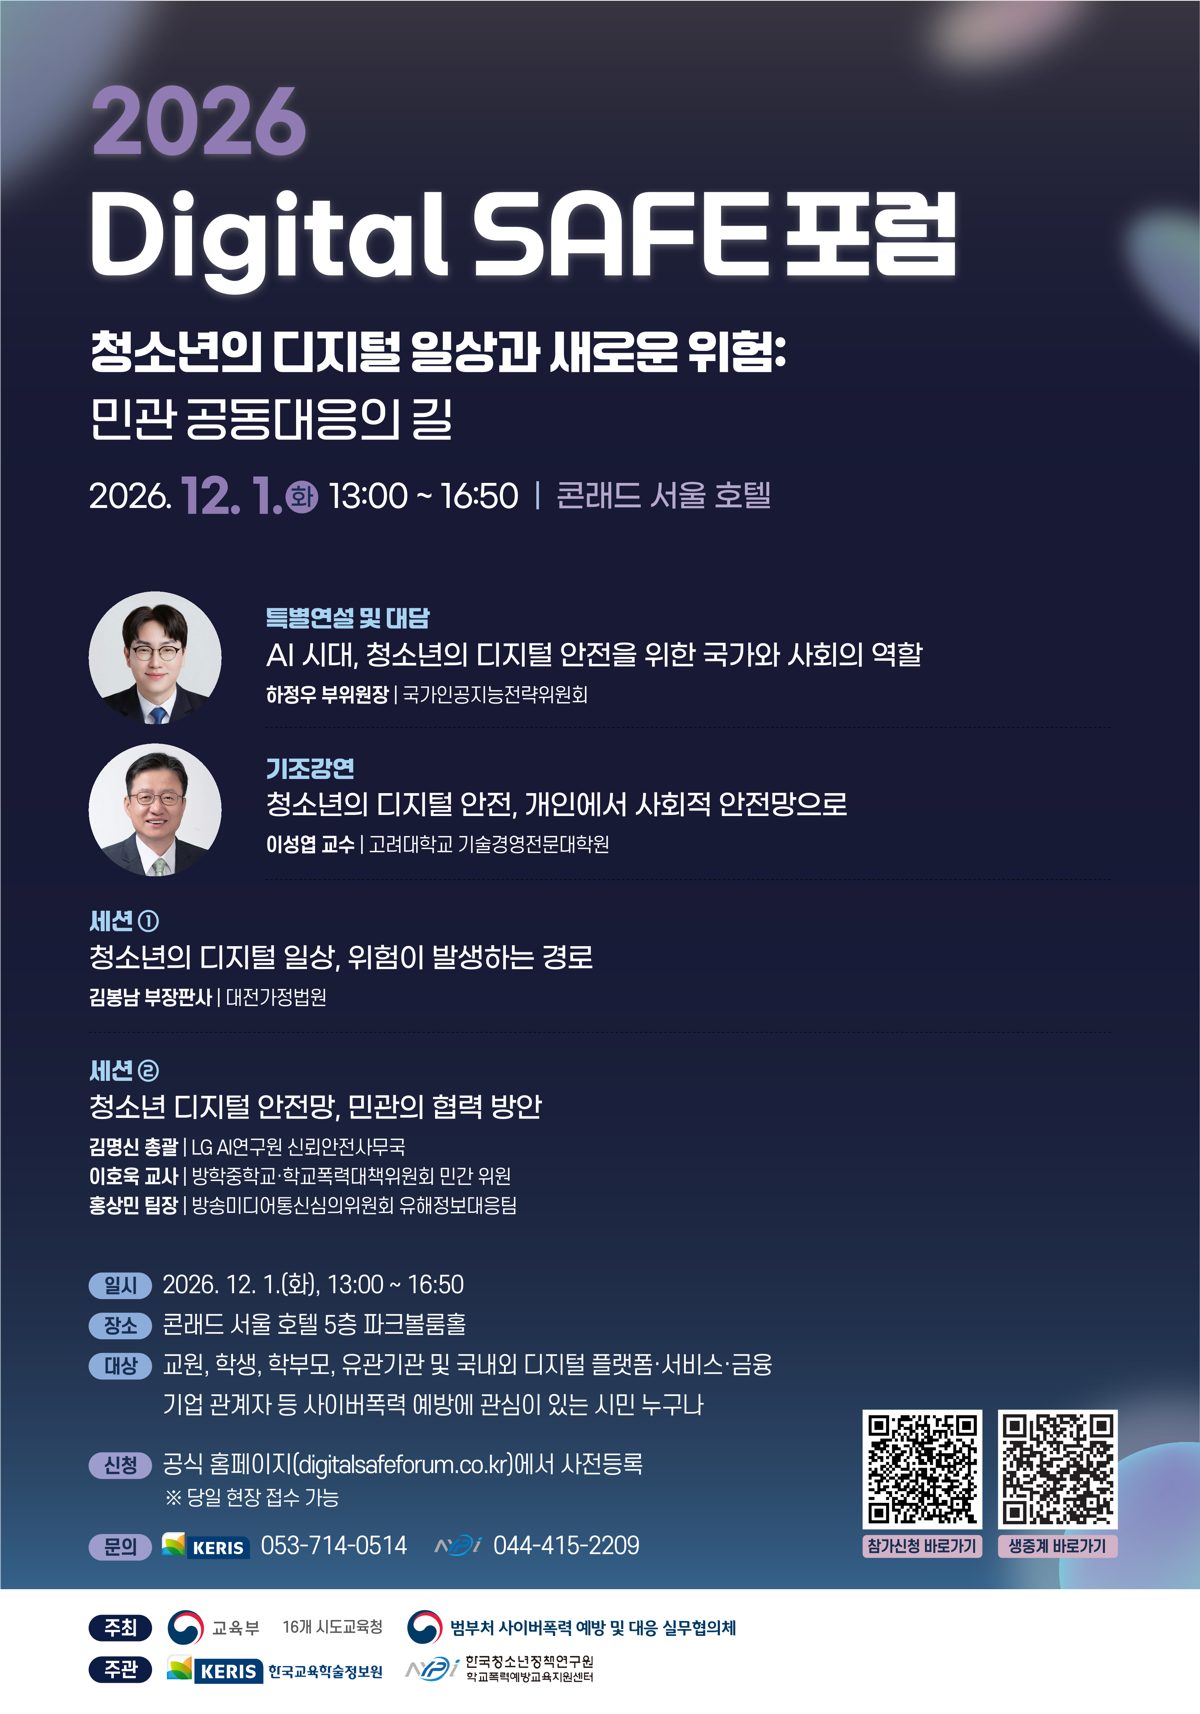 2026
Digital SAFE 포럼
청소년의 디지털 일상과 새로운 위험:
민관 공동대응의 길
2026. 12. 1.화 13:00 ~ 16:50 | 콘래드 서울 호텔
특별연설 및 대담
AI 시대, 청소년의 디지털 안전을 위한 국가와 사회의 역할
하정우 부위원장 | 국가인공지능전략위원회
기조강연
청소년의 디지털 안전, 개인에서 사회적 안전망으로
이성엽 교수 | 고려대학교 기술경영전문대학원
세션 ①
청소년의 디지털 일상, 위험이 발생하는 경로
김봉남 부장판사 | 대전가정법원
세션 ②
청소년 디지털 안전망, 민관의 협력 방안
김명신 총괄 | LG AI연구원 신뢰안전사무국
이호욱 교사 | 방학중학교·학교폭력대책위원회 민간 위원
홍상민 팀장 | 방송미디어통신심의위원회 유해정보대응팀
일시 2026. 12. 1.(화), 13:00 ~ 16:50
장소 콘래드 서울 호텔 5층 파크볼룸홀
대상 교원, 학생, 학부모, 유관기관 및 국내외 디지털 플랫폼·서비스·금융
기업 관계자 등 사이버폭력 예방에 관심이 있는 시민 누구나
신청 공식 홈페이지(digitalsafeforum.co.kr)에서 사전등록
※ 당일 현장 접수 가능
문의 KERIS 053-714-0514 NYPi 044-415-2209
참가신청 바로가기 생중계 바로가기
주최 교육부 16개 시도교육청 범부처 사이버폭력 예방 및 대응 실무협의체
주관 KERIS 한국교육학술정보원 NYPi 한국청소년정책연구원
학교폭력예방교육지원센터